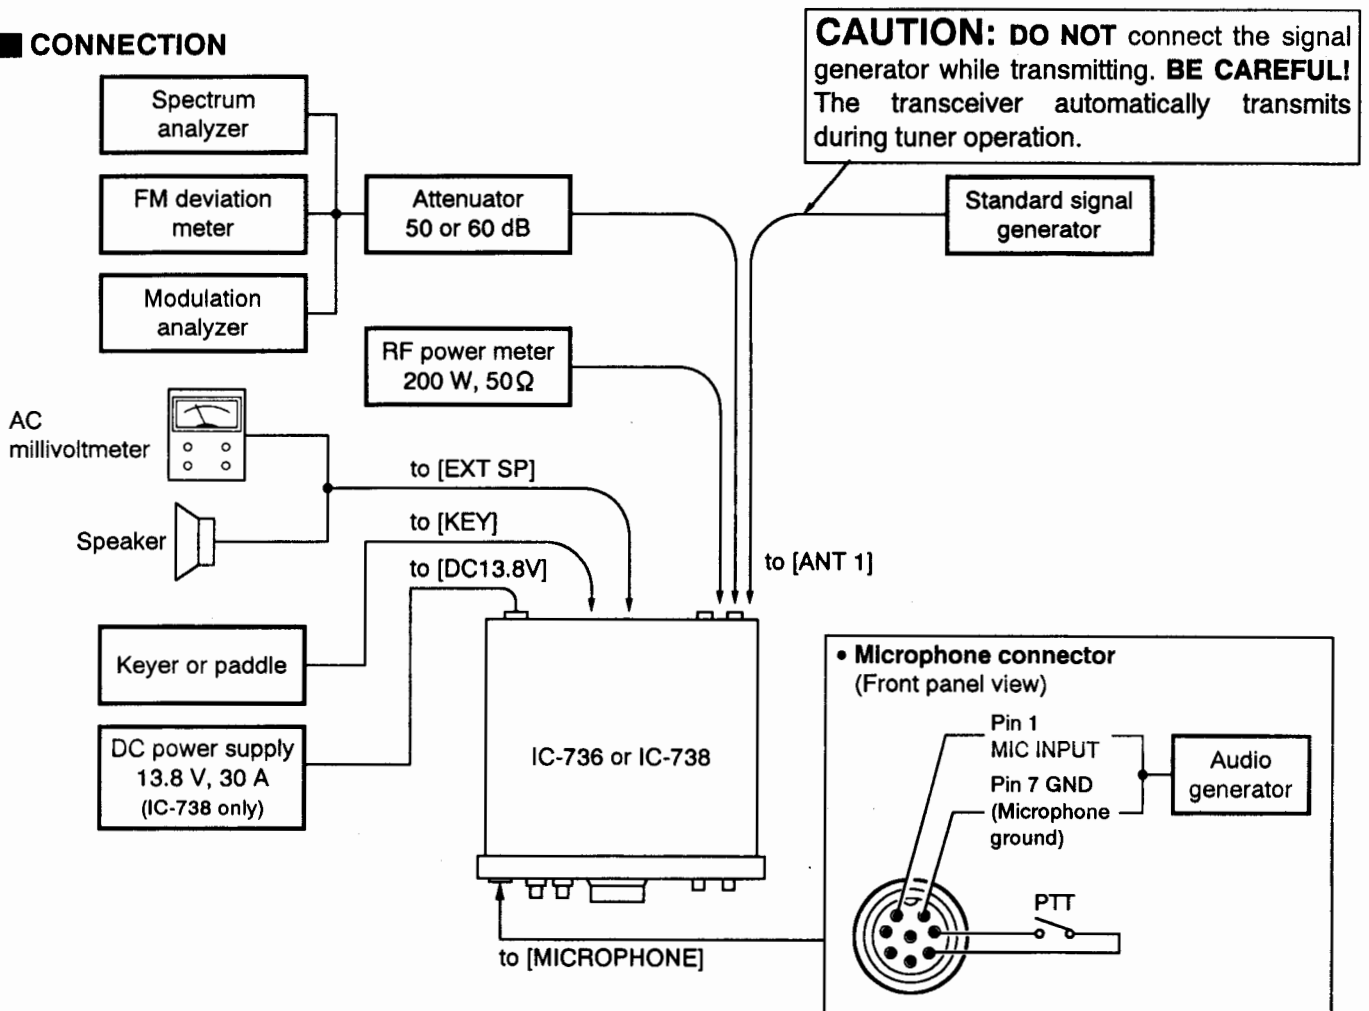 ■ CONNECTION
CAUTION: DO NOT connect the signal
generator while transmitting. BE CAREFUL!
The transceiver automatically transmits
during tuner operation.
Spectrum
analyzer
FM deviation
meter
Modulation
analyzer
Attenuator
50 or 60 dB
Standard signal
generator
RF power meter
200 W, 50Ω
AC
millivoltmeter
Speaker
to [EXT SP]
to [KEY]
to [DC13.8V]
to [ANT 1]
Keyer or paddle
DC power supply
13.8 V, 30 A
(IC-738 only)
IC-736 or IC-738
to [MICROPHONE]
• Microphone connector
(Front panel view)
Pin 1
MIC INPUT
Pin 7 GND
(Microphone
ground)
Audio
generator
PTT